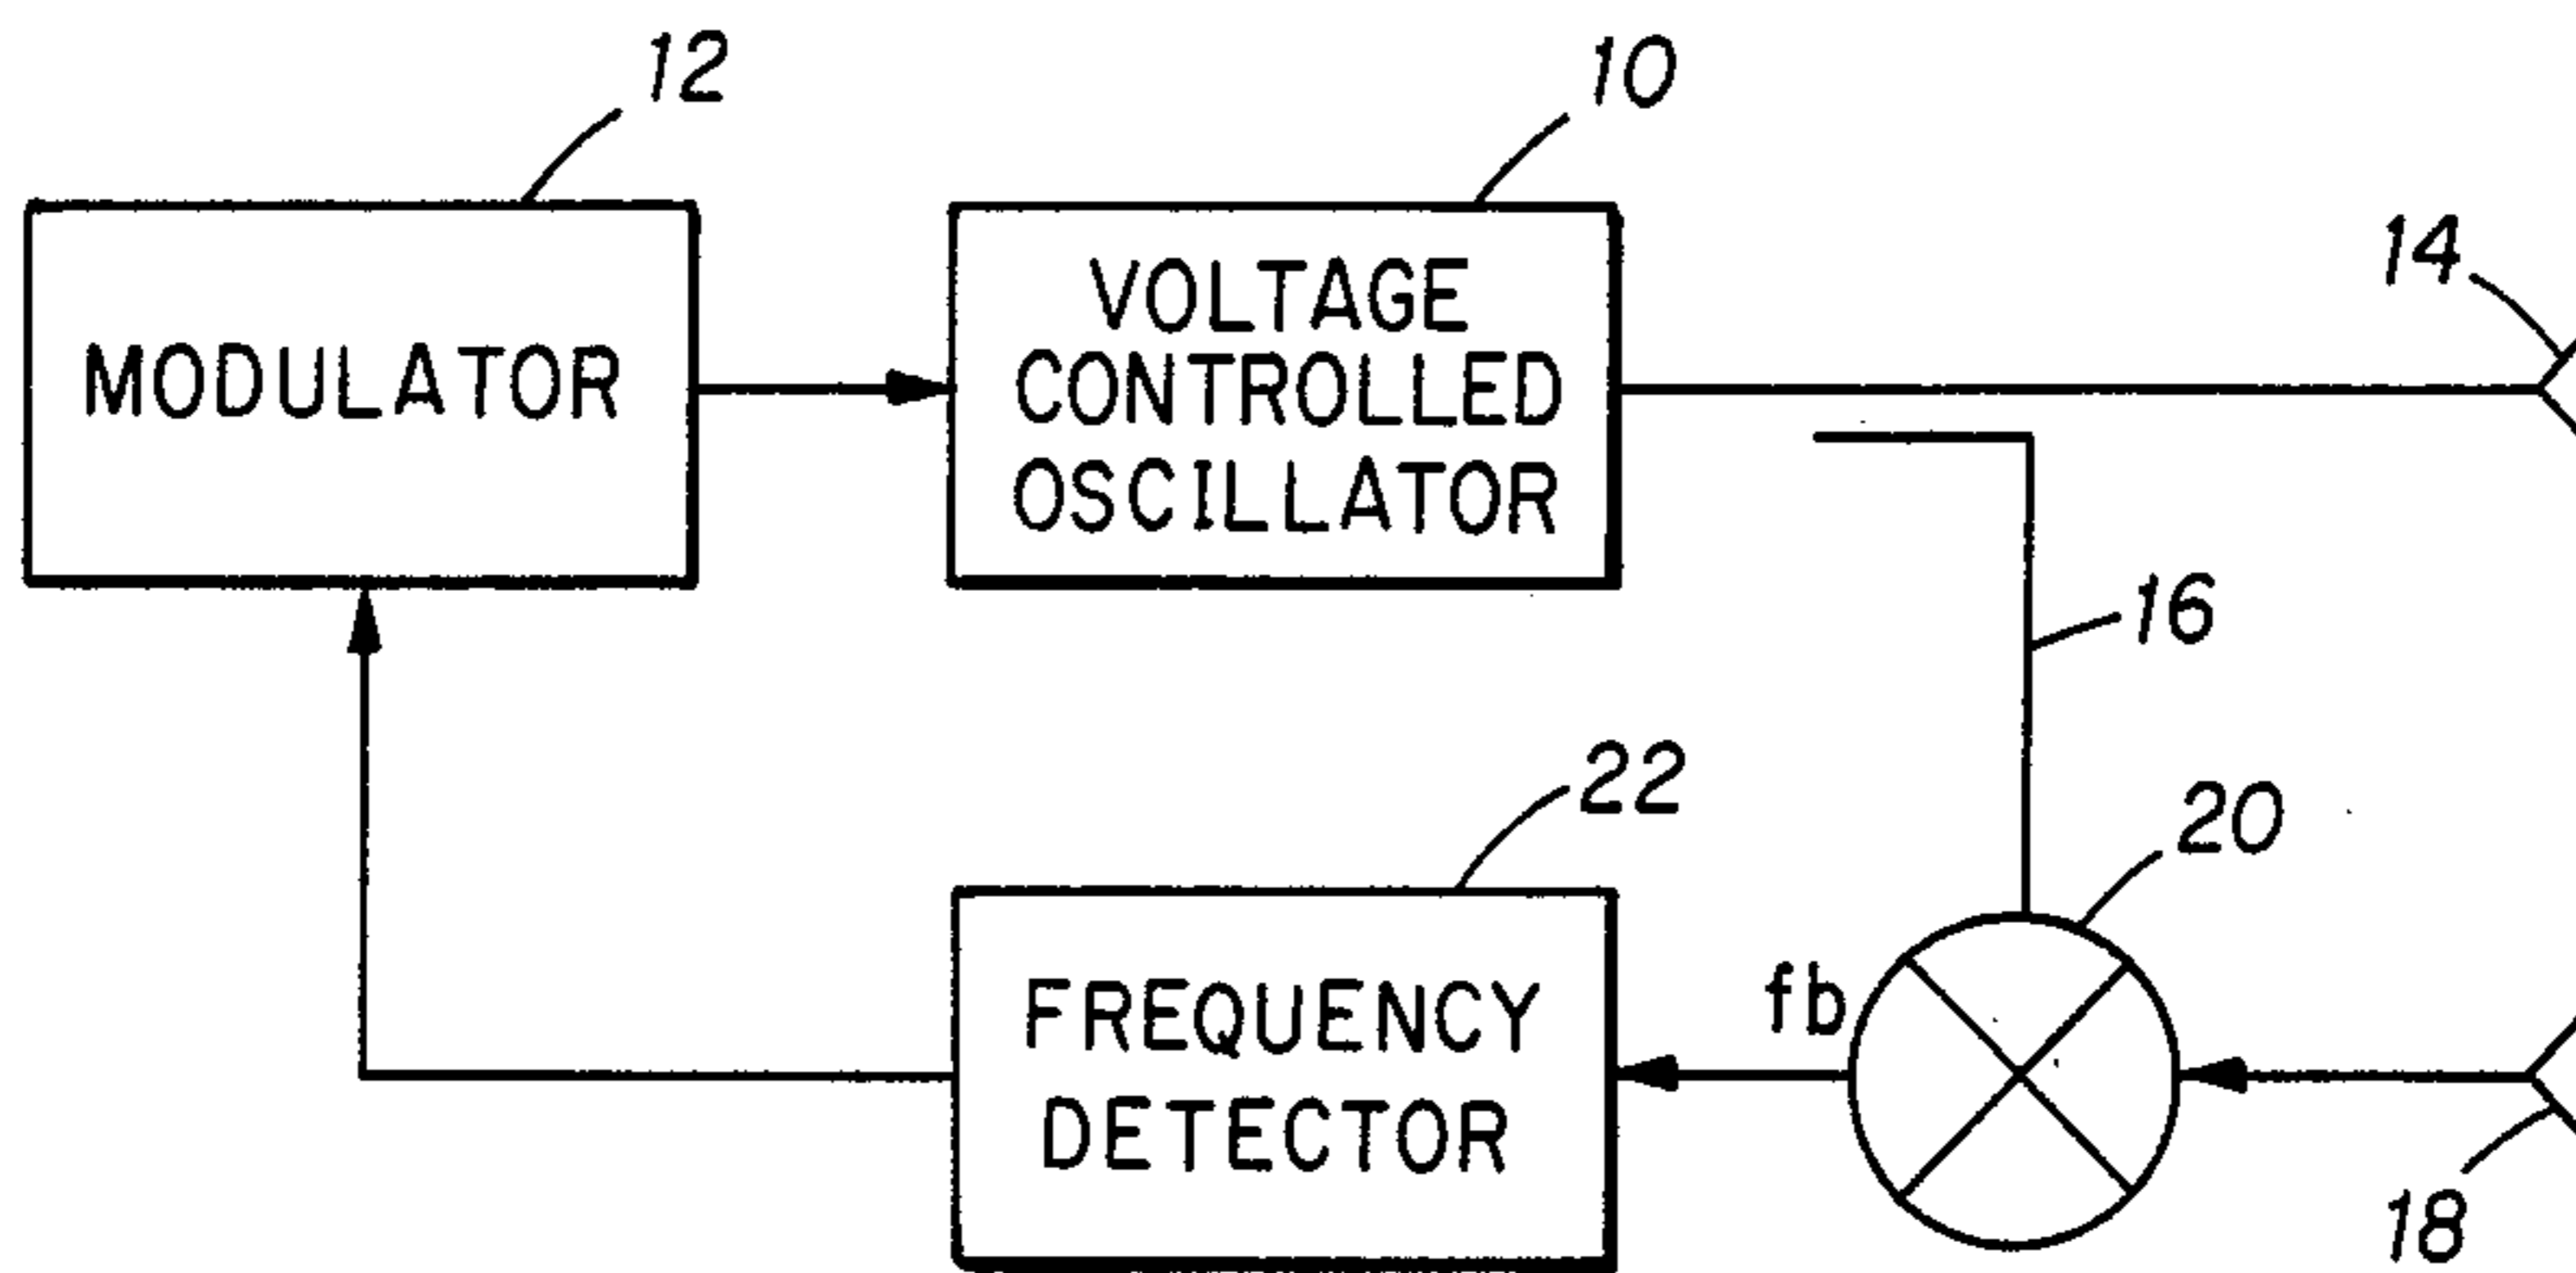 12
10
MODULATOR
VOLTAGE
CONTROLLED
OSCILLATOR
14
16
22
20
fb
FREQUENCY
DETECTOR
18